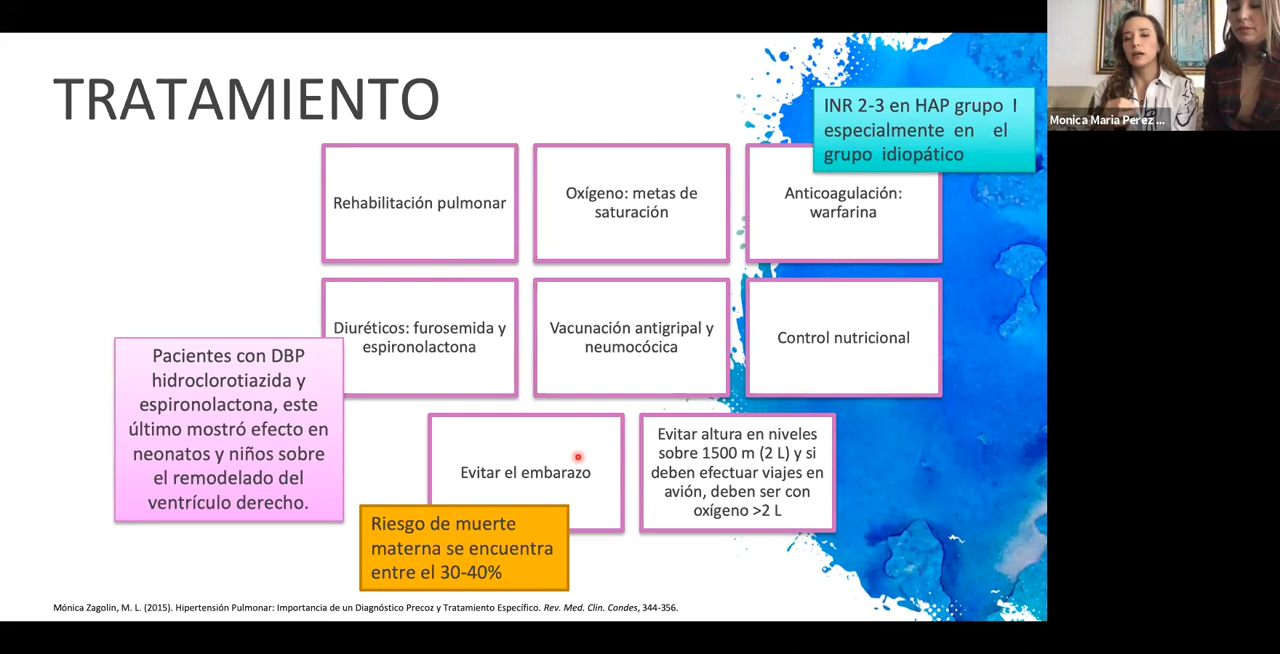 TRATAMIENTO
INR 2-3 en HAP grupo I
especialmente en el
grupo idiopático
Monica Maria Perez ...
Rehabilitación pulmonar
Oxígeno: metas de
saturación
Anticoagulación:
warfarina
Diuréticos: furosemida y
espironolactona
Vacunación antigripal y
neumocócica
Control nutricional
Pacientes con DBP
hidroclorotiazida y
espironolactona, este
último mostró efecto en
neonatos y niños sobre
el remodelado del
ventrículo derecho.
Evitar el embarazo
Evitar altura en niveles
sobre 1500 m (2 L) y si
deben efectuar viajes en
avión, deben ser con
oxígeno >2 L
Riesgo de muerte
materna se encuentra
entre el 30-40%
Mónica Zagolin, M. L. (2015). Hipertensión Pulmonar: Importancia de un Diagnóstico Precoz y Tratamiento Específico. Rev. Med. Clin. Condes, 344-356.